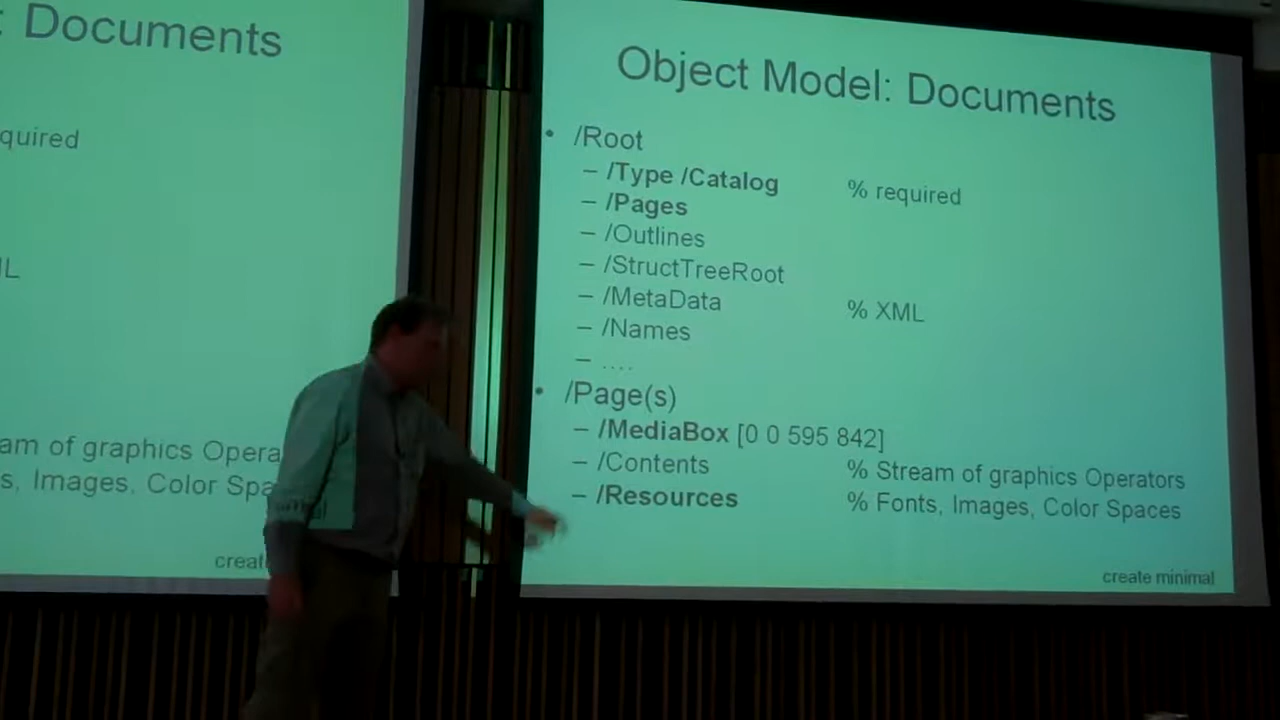 : Documents
quired
L
am of graphics Opera
s, Images, Color Spa
creat
Object Model: Documents
• /Root
– /Type /Catalog % required
– /Pages
– /Outlines
– /StructTreeRoot
– /MetaData % XML
– /Names
– ....
• /Page(s)
– /MediaBox [0 0 595 842]
– /Contents % Stream of graphics Operators
– /Resources % Fonts, Images, Color Spaces
create minimal